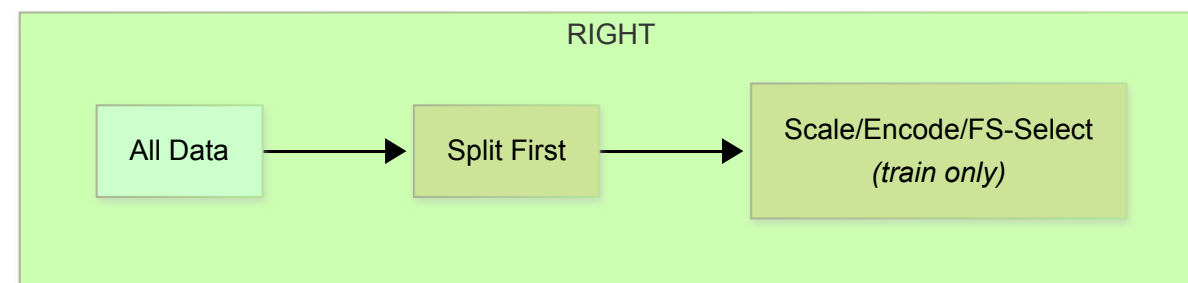 RIGHT
All Data
Split First
Scale/Encode/FS-Select
(train only)